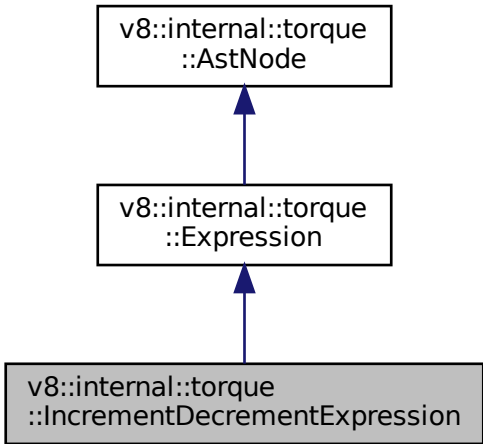 v8::internal::torque
::AstNode
v8::internal::torque
::Expression
v8::internal::torque
::IncrementDecrementExpression